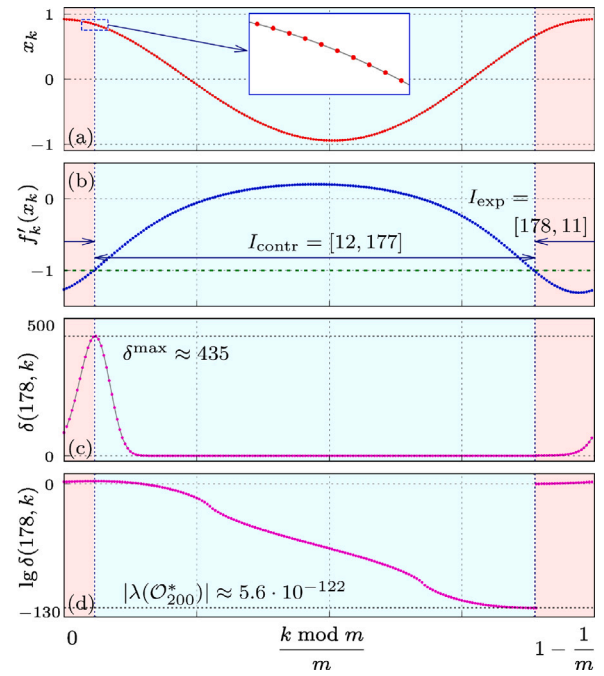 1
x_k
0
−1
(a)
(b)
f′_k(x_k)
0
−1
I_exp =
[178, 11]
I_contr = [12, 177]
500
δ^max ≈ 435
δ(178, k)
0
(c)
0
lg δ(178, k)
|λ(O*_200)| ≈ 5.6 · 10^−122
−130
(d)
0
k mod m
m
1 − 1/m